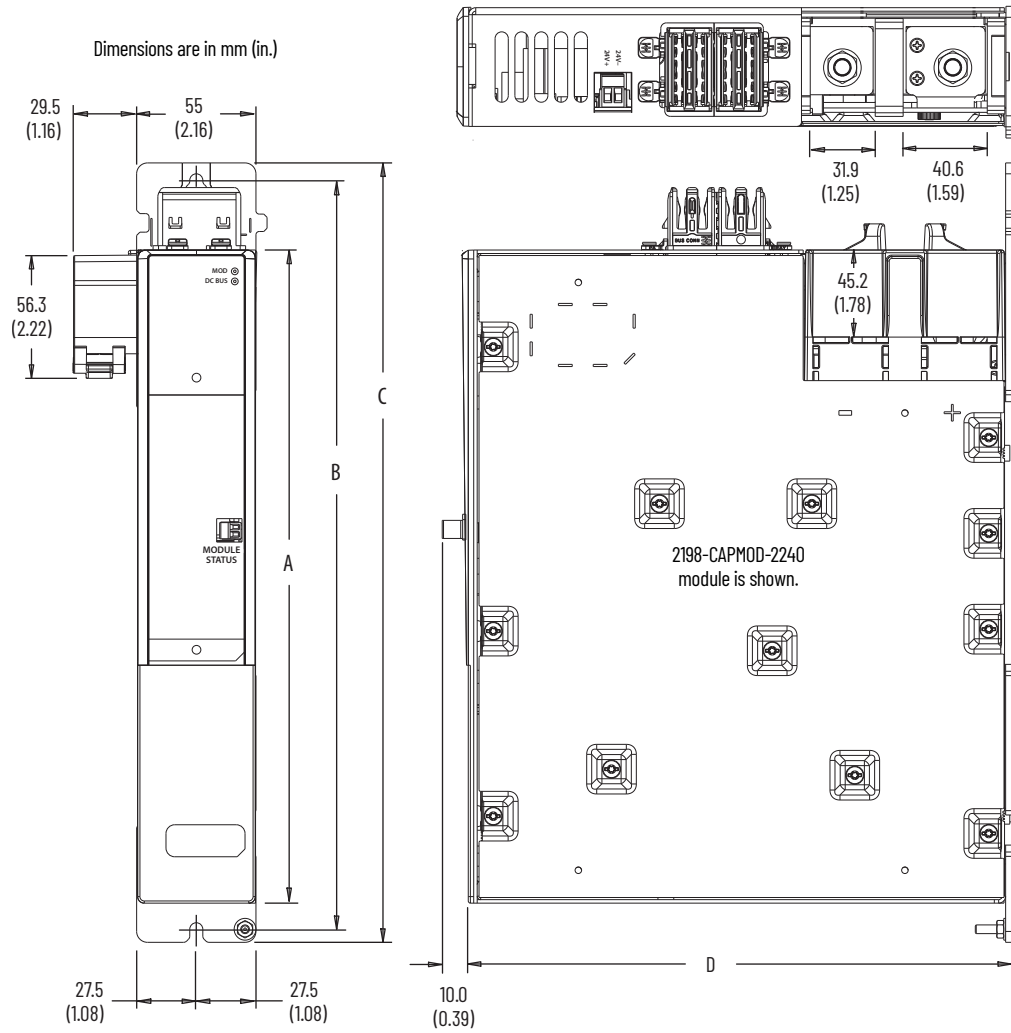 Dimensions are in mm (in.)
29.5
(1.16)
55
(2.16)
24V-
24V+
31.9
(1.25)
40.6
(1.59)
MOD
DC BUS
56.3
(2.22)
45.2
(1.78)
C
B
A
MODULE
STATUS
2198-CAPMOD-2240
module is shown.
D
27.5
(1.08)
27.5
(1.08)
10.0
(0.39)